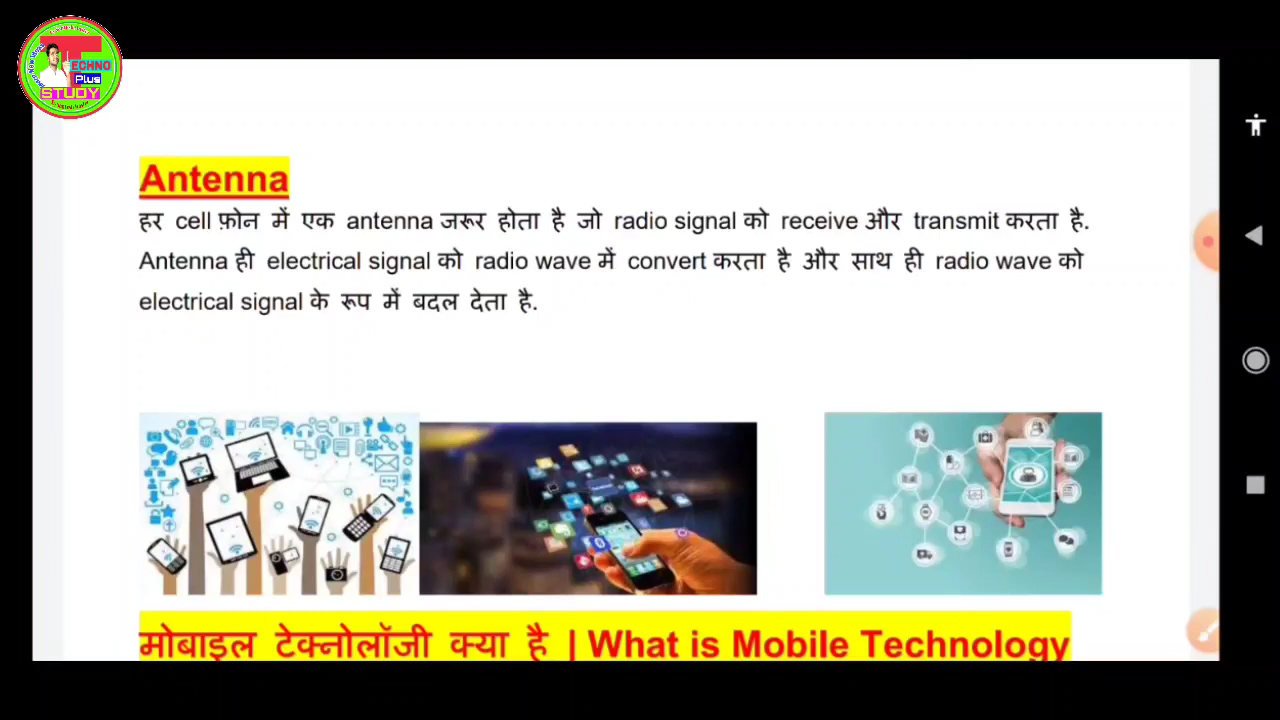 TECHNO
Plus
STUDY
Antenna
हर cell फ़ोन में एक antenna जरूर होता है जो radio signal को receive और transmit करता है.
Antenna ही electrical signal को radio wave में convert करता है और साथ ही radio wave को
electrical signal के रूप में बदल देता है.
मोबाइल टेक्नोलॉजी क्या है | What is Mobile Technology